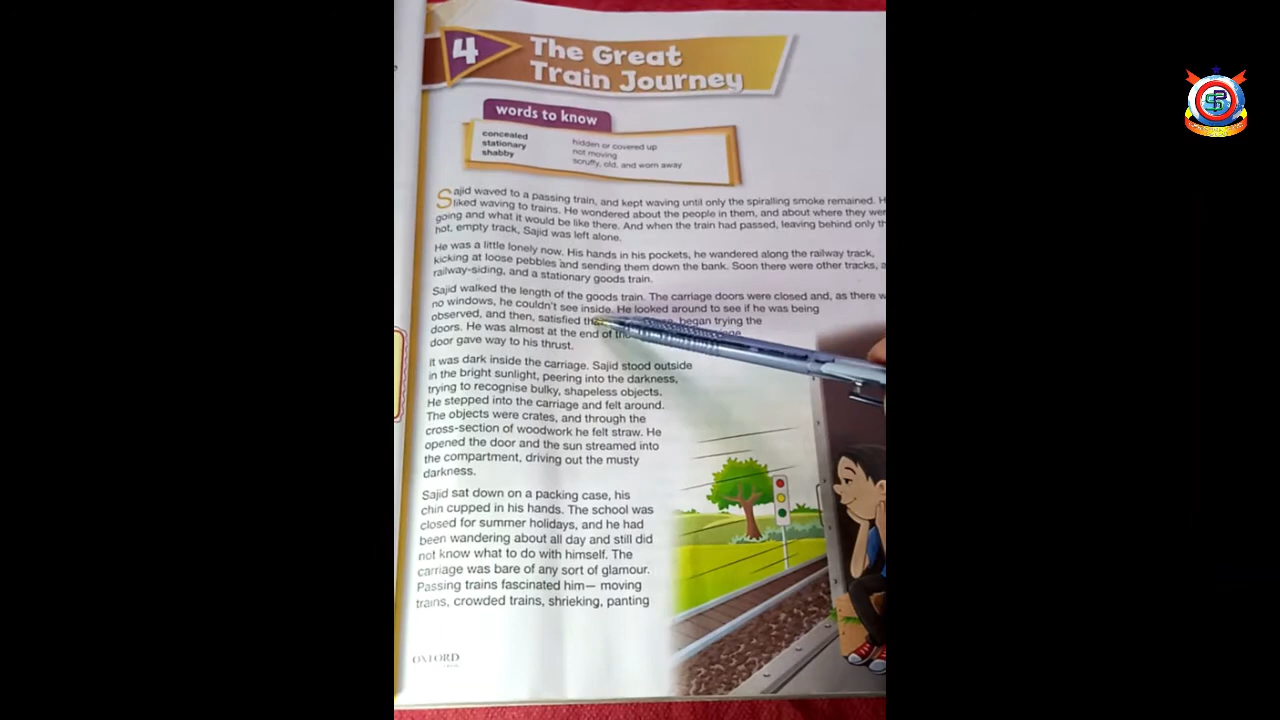 4
The Great
Train Journey
words to know
concealed hidden or covered up
stationary not moving
shabby scruffy, old, and worn away
Sajid waved to a passing train, and kept waving until only the spiralling smoke remained. H
liked waving to trains. He wondered about the people in them, and about where they wer
going and what it would be like there. And when the train had passed, leaving behind only th
hot, empty track, Sajid was left alone.
He was a little lonely now. His hands in his pockets, he wandered along the railway track,
kicking at loose pebbles and sending them down the bank. Soon there were other tracks, a
railway-siding, and a stationary goods train.
Sajid walked the length of the goods train. The carriage doors were closed and, as there w
no windows, he couldn't see inside. He looked around to see if he was being
observed, and then, satisfied began trying the
doors. He was almost at the end of
door gave way to his thrust.
It was dark inside the carriage. Sajid stood outside
in the bright sunlight, peering into the darkness,
trying to recognise bulky, shapeless objects.
He stepped into the carriage and felt around.
The objects were crates, and through the
cross-section of woodwork he felt straw. He
opened the door and the sun streamed into
the compartment, driving out the musty
darkness.
Sajid sat down on a packing case, his
chin cupped in his hands. The school was
closed for summer holidays, and he had
been wandering about all day and still did
not know what to do with himself. The
carriage was bare of any sort of glamour.
Passing trains fascinated him— moving
trains, crowded trains, shrieking, panting
OXFORD